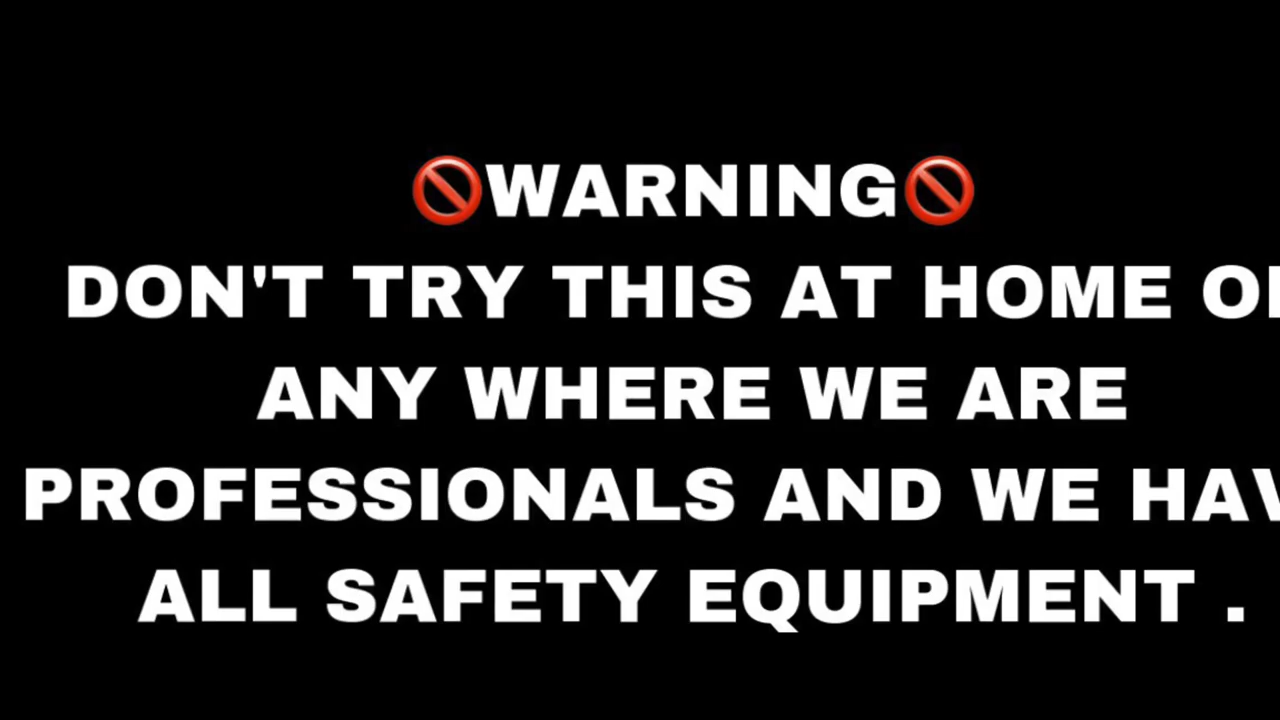 🚫WARNING🚫
DON'T TRY THIS AT HOME
ANY WHERE WE ARE
PROFESSIONALS AND WE
ALL SAFETY EQUIPMENT .